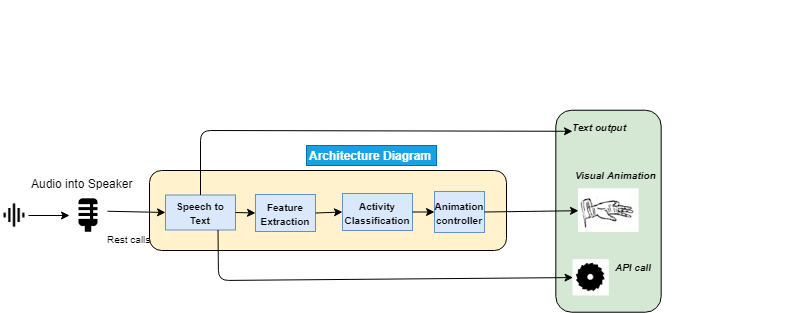 Text output
Architecture Diagram
Visual Animation
Audio into Speaker
Speech to
Text
Feature
Extraction
Activity
Classification
Animation
controller
Rest calls
API call